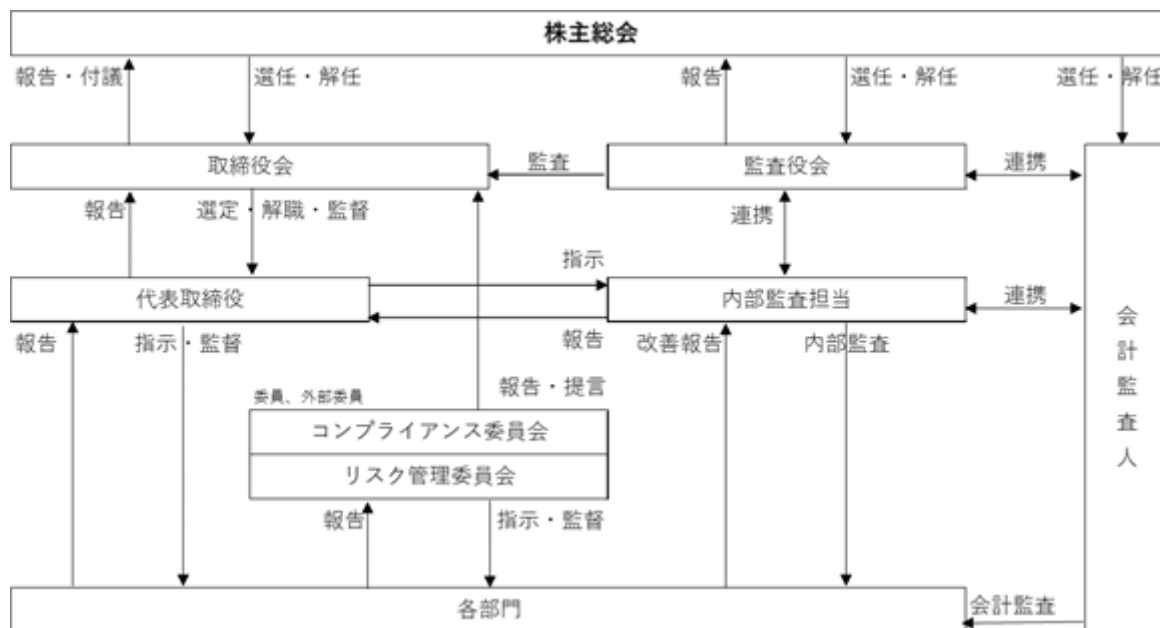 株主総会
報告・付議
選任・解任
報告
選任・解任
選任・解任
取締役会
監査
監査役会
連携
報告
選定・解職・監督
連携
指示
代表取締役
内部監査担当
連携
報告
指示・監督
報告
改善報告
内部監査
会計監査人
委員、外部委員
報告・提言
コンプライアンス委員会
リスク管理委員会
報告
指示・監督
各部門
会計監査